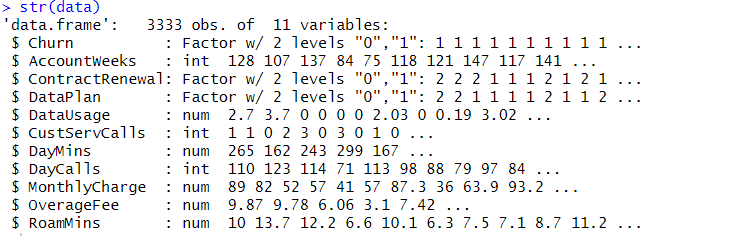 > str(data)
'data.frame':   3333 obs. of  11 variables:
 $ Churn          : Factor w/ 2 levels "0","1": 1 1 1 1 1 1 1 1 1 1 ...
 $ AccountWeeks   : int  128 107 137 84 75 118 121 147 117 141 ...
 $ ContractRenewal: Factor w/ 2 levels "0","1": 2 2 2 1 1 1 2 1 2 1 ...
 $ DataPlan       : Factor w/ 2 levels "0","1": 2 2 1 1 1 1 2 1 1 2 ...
 $ DataUsage      : num  2.7 3.7 0 0 0 0 2.03 0 0.19 3.02 ...
 $ CustServCalls  : int  1 1 0 2 3 0 3 0 1 0 ...
 $ DayMins        : num  265 162 243 299 167 ...
 $ DayCalls       : int  110 123 114 71 113 98 88 79 97 84 ...
 $ MonthlyCharge  : num  89 82 52 57 41 57 87.3 36 63.9 93.2 ...
 $ OverageFee     : num  9.87 9.78 6.06 3.1 7.42 ...
 $ RoamMins       : num  10 13.7 12.2 6.6 10.1 6.3 7.5 7.1 8.7 11.2 ...